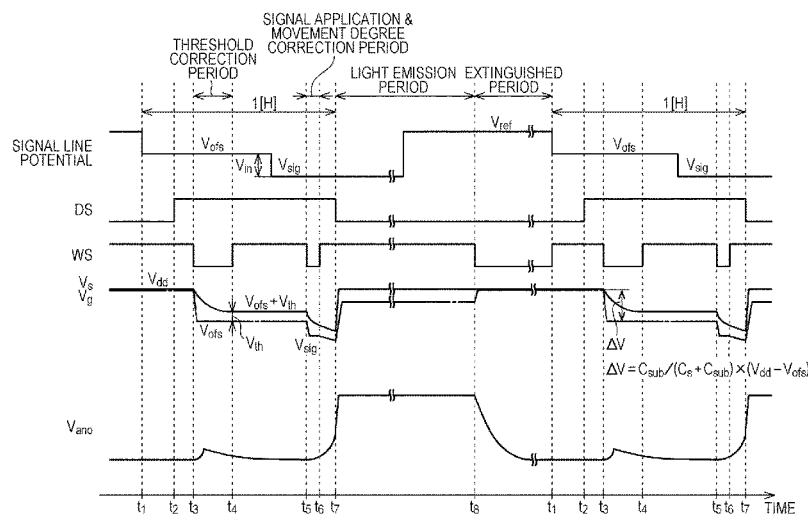 SIGNAL APPLICATION &
MOVEMENT DEGREE
CORRECTION PERIOD
THRESHOLD
CORRECTION
PERIOD
LIGHT EMISSION
PERIOD
EXTINGUISHED
PERIOD
1[H]
1[H]
SIGNAL LINE
POTENTIAL
Vofs
Vin
Vsig
Vref
Vofs
Vsig
DS
WS
Vs
Vg
Vdd
Vofs
Vofs + Vth
Vth
Vsig
ΔV
ΔV = Csub/(Cs + Csub) × (Vdd − Vofs)
Vano
t1 t2 t3 t4 t5 t6 t7 t8 t1 t2 t3 t4 t5 t6 t7 TIME